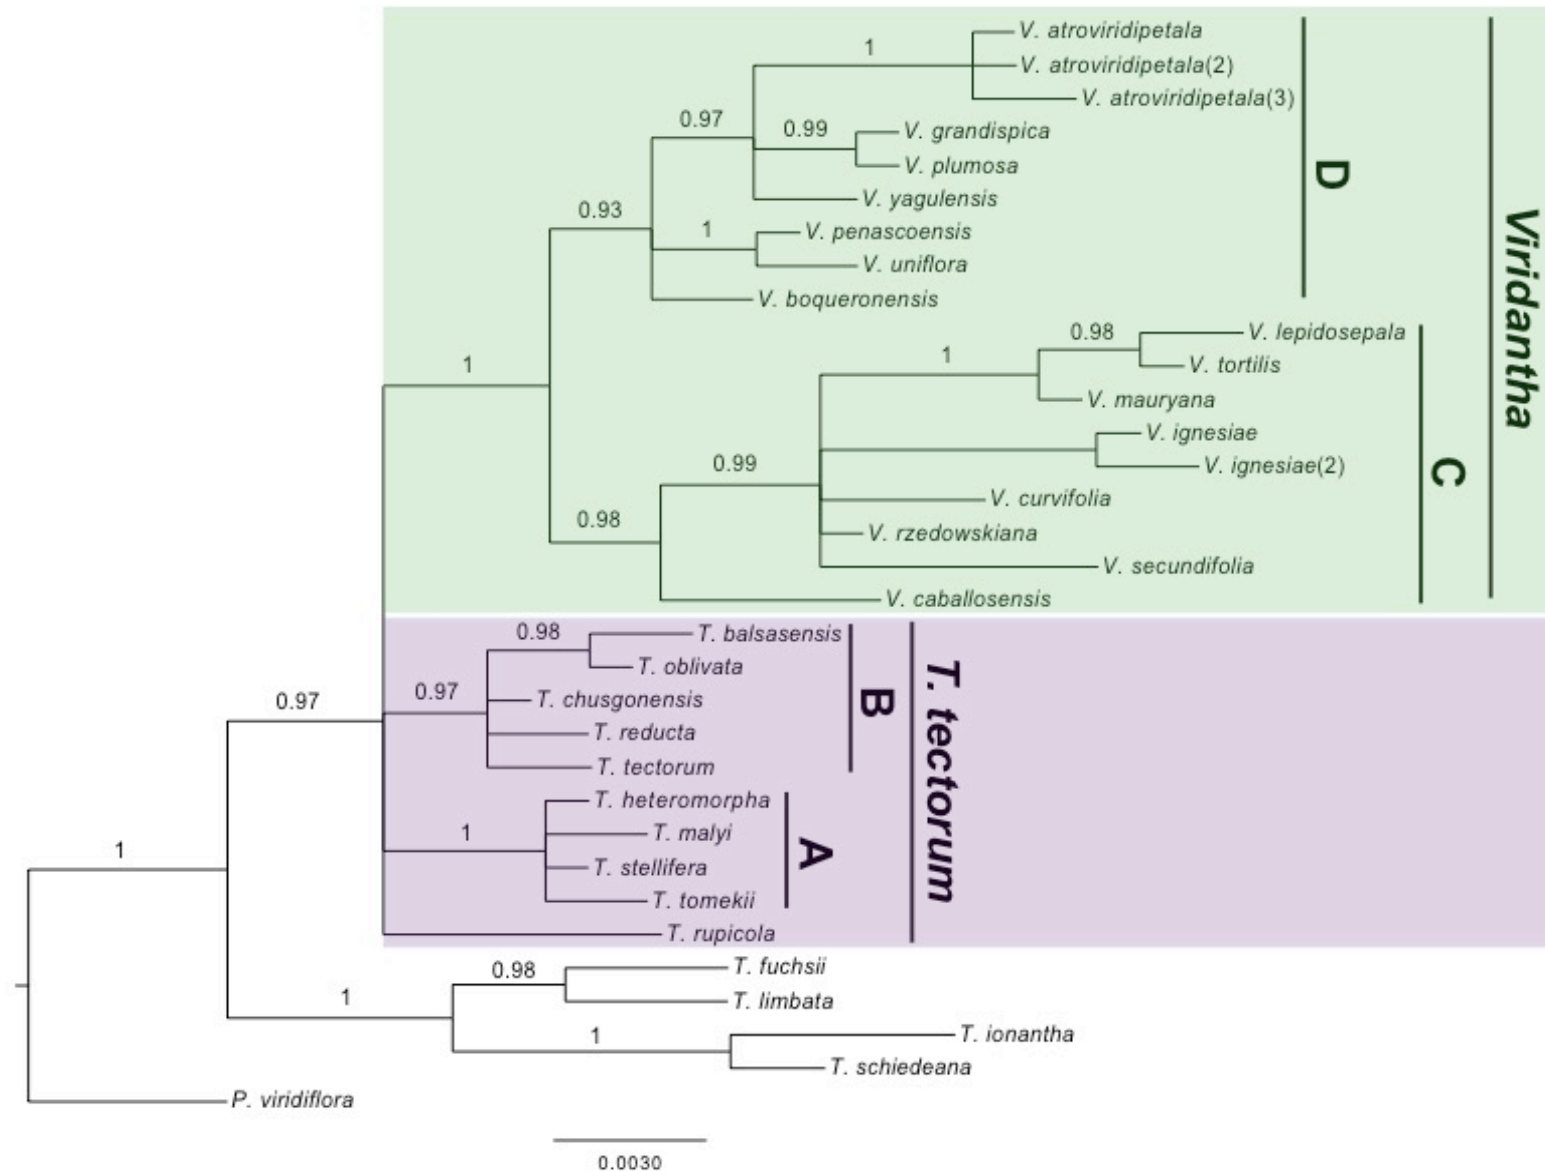 V. atroviridipetala
1
V. atroviridipetala(2)
V. atroviridipetala(3)
0.97
0.99
V. grandispica
V. plumosa
D
V. yagulensis
0.93
1
V. penascoensis
V. uniflora
V. boqueronensis
Viridantha
V. lepidosepala
0.98
1
V. tortilis
1
V. mauryana
V. ignesiae
0.99
V. ignesiae(2)
C
V. curvifolia
0.98
V. rzedowskiana
V. secundifolia
V. caballosensis
0.98
T. balsasensis
T. oblivata
0.97
T. chusgonensis
B
0.97
T. reducta
T. tectorum
T. tectorum
T. heteromorpha
1
T. malyi
A
1
T. stellifera
T. tomekii
T. rupicola
0.98
T. fuchsii
1
T. limbata
1
T. ionantha
T. schiedeana
P. viridiflora
0.0030